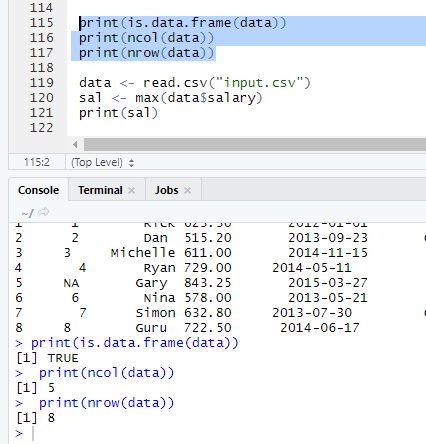 114
115 print(is.data.frame(data))
116 print(ncol(data))
117 print(nrow(data))
118
119 data <- read.csv("input.csv")
120 sal <- max(data$salary)
121 print(sal)
122
115:2 (Top Level)
Console Terminal Jobs
~/
1 1 Rick 623.30 2012-01-01
2 2 Dan 515.20 2013-09-23
3 3 Michelle 611.00 2014-11-15
4 4 Ryan 729.00 2014-05-11
5 NA Gary 843.25 2015-03-27
6 6 Nina 578.00 2013-05-21
7 7 Simon 632.80 2013-07-30
8 8 Guru 722.50 2014-06-17
> print(is.data.frame(data))
[1] TRUE
> print(ncol(data))
[1] 5
> print(nrow(data))
[1] 8
>